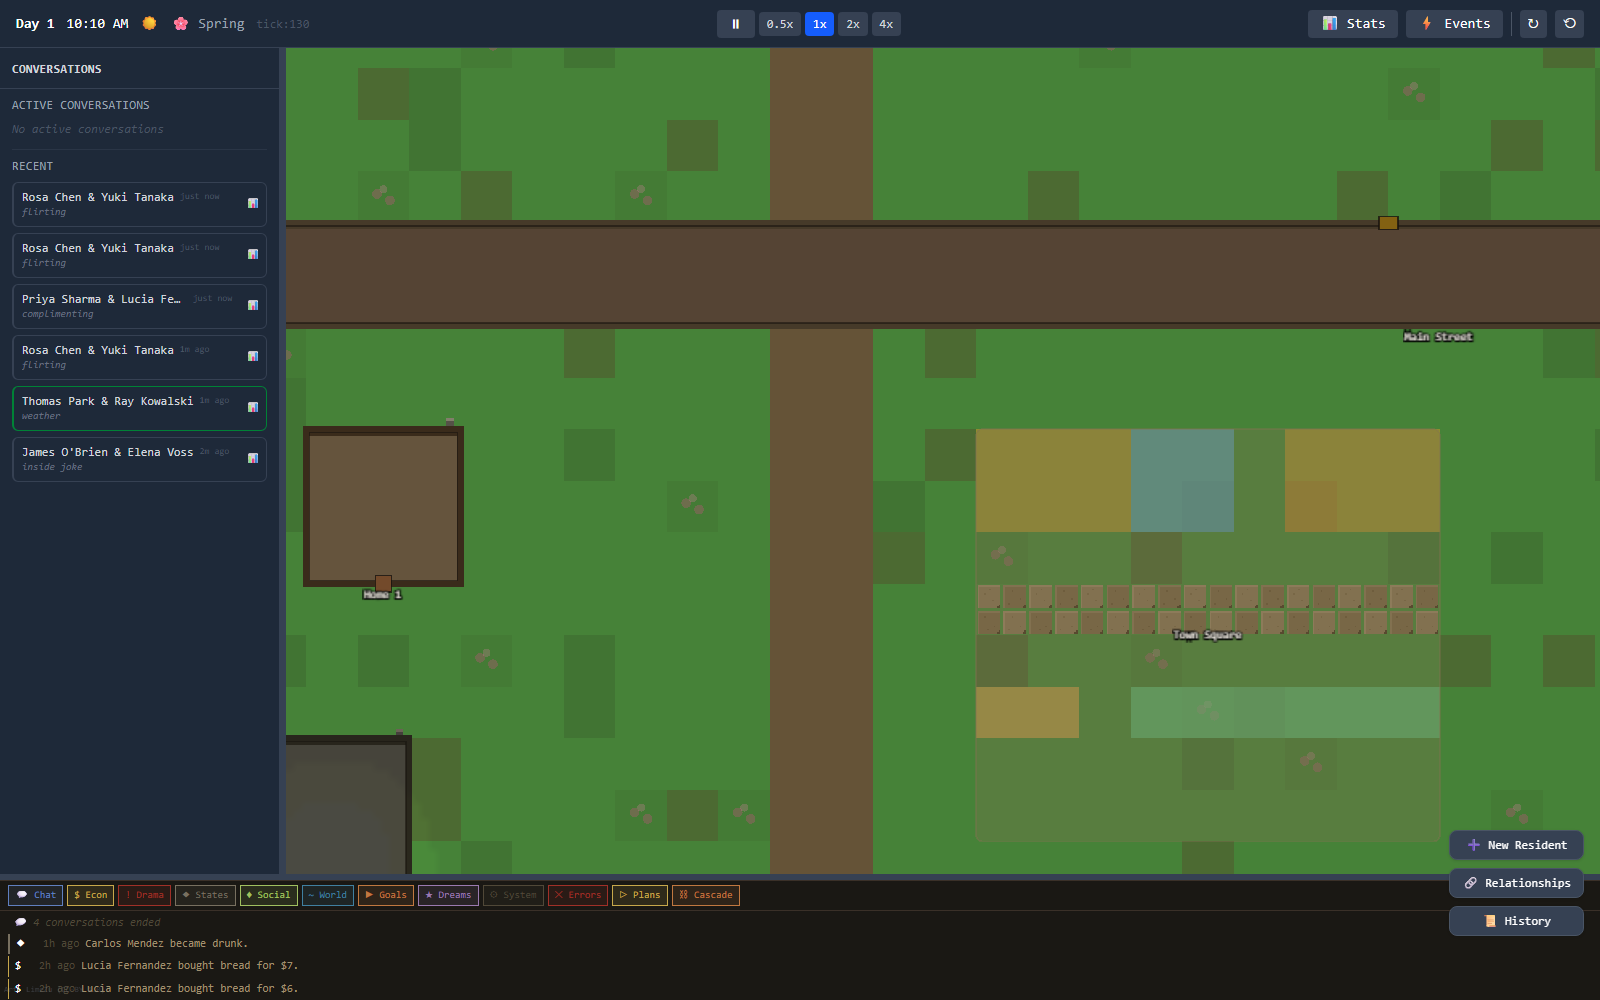 Day 1 10:10 AM Spring tick:130
0.5x 1x 2x 4x
Stats Events
CONVERSATIONS
ACTIVE CONVERSATIONS
No active conversations
RECENT
Rosa Chen & Yuki Tanaka just now
flirting
Rosa Chen & Yuki Tanaka just now
flirting
Priya Sharma & Lucia Fe… just now
complimenting
Rosa Chen & Yuki Tanaka 1m ago
flirting
Thomas Park & Ray Kowalski 1m ago
weather
James O'Brien & Elena Voss 2m ago
inside joke
Main Street
Home 1
Town Square
New Resident
Relationships
History
Chat $ Econ ! Drama ◆ States ♦ Social ~ World ▶ Goals ★ Dreams System Errors ▷ Plans Cascade
4 conversations ended
◆ 1h ago Carlos Mendez became drunk.
$ 2h ago Lucia Fernandez bought bread for $7.
$ 2h ago Lucia Fernandez bought bread for $6.